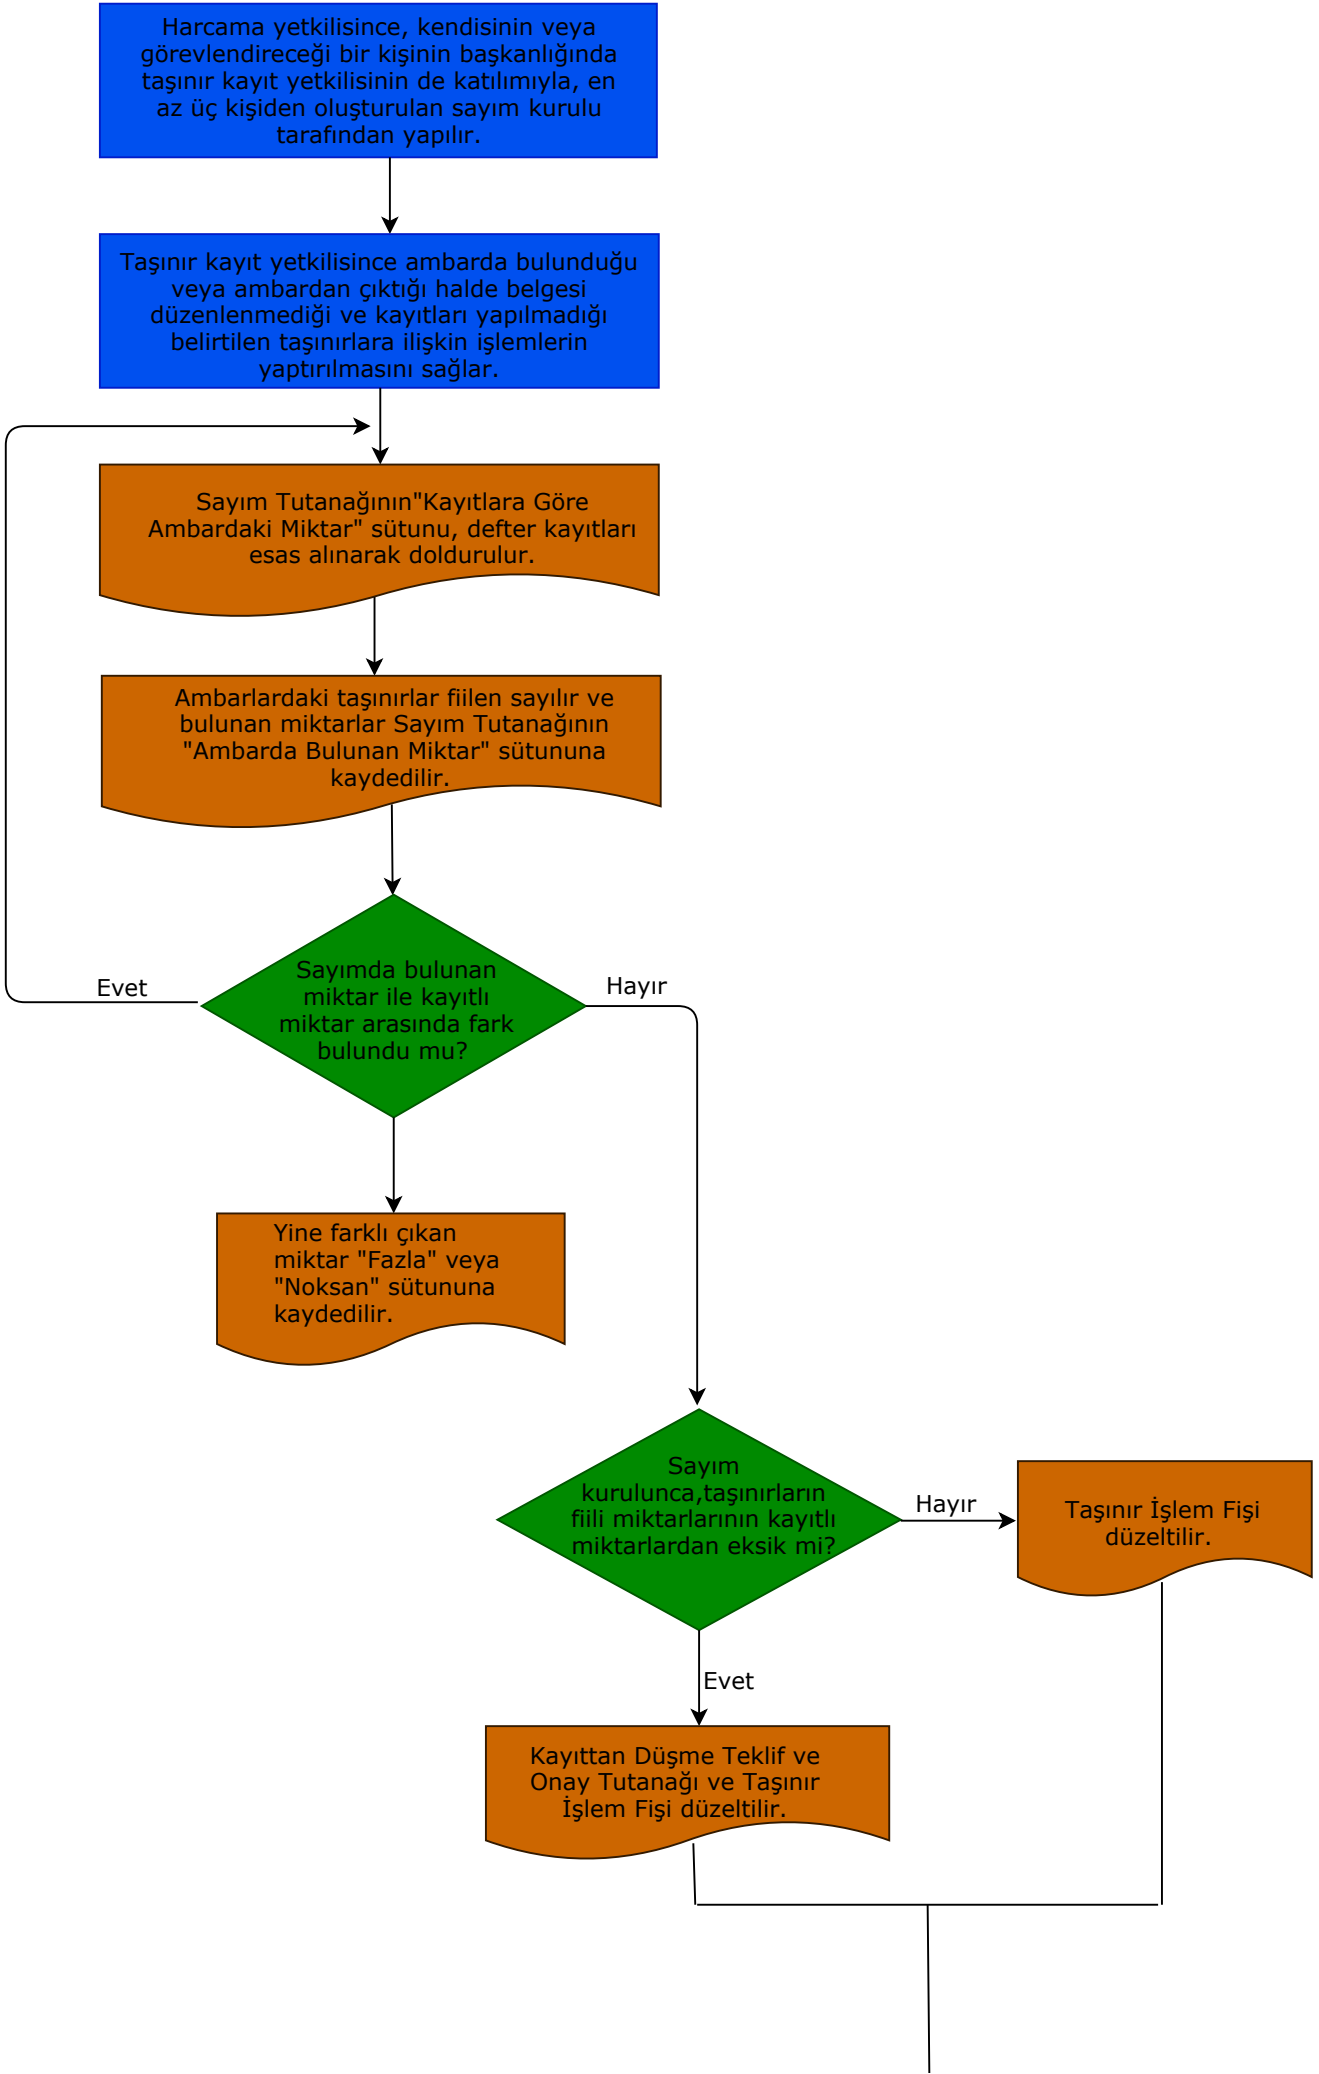 Harcama yetkilisince, kendisinin veya
görevlendireceği bir kişinin başkanlığında
taşınır kayıt yetkilisinin de katılımıyla, en
az üç kişiden oluşturulan sayım kurulu
tarafından yapılır.
Taşınır kayıt yetkilisince ambarda bulunduğu
veya ambardan çıktığı halde belgesi
düzenlenmediği ve kayıtları yapılmadığı
belirtilen taşınırlara ilişkin işlemlerin
yaptırılmasını sağlar.
Sayım Tutanağının"Kayıtlara Göre
Ambardaki Miktar" sütunu, defter kayıtları
esas alınarak doldurulur.
Ambarlardaki taşınırlar fiilen sayılır ve
bulunan miktarlar Sayım Tutanağının
"Ambarda Bulunan Miktar" sütununa
kaydedilir.
Sayımda bulunan
miktar ile kayıtlı
miktar arasında fark
bulundu mu?
Evet
Hayır
Yine farklı çıkan
miktar "Fazla" veya
"Noksan" sütununa
kaydedilir.
Sayım
kurulunca,taşınırların
fiili miktarlarının kayıtlı
miktarlardan eksik mi?
Hayır
Taşınır İşlem Fişi
düzeltilir.
Evet
Kayıttan Düşme Teklif ve
Onay Tutanağı ve Taşınır
İşlem Fişi düzeltilir.